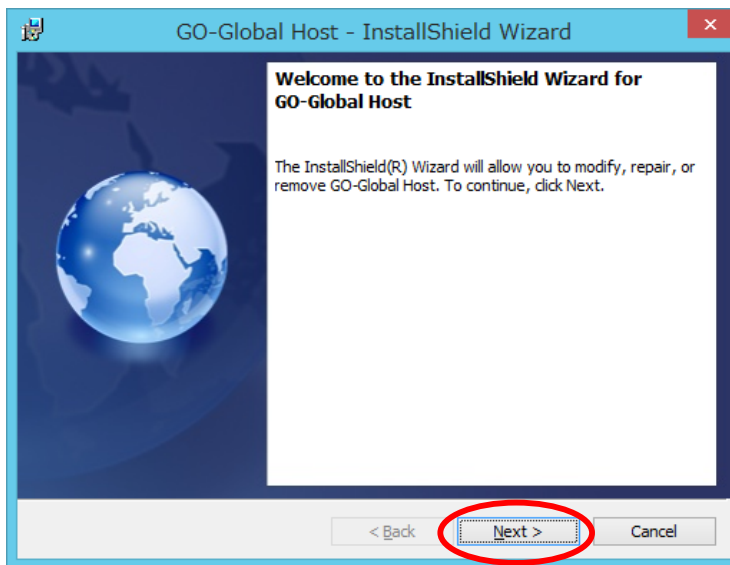 GO-Global Host - InstallShield Wizard
Welcome to the InstallShield Wizard for
GO-Global Host
The InstallShield(R) Wizard will allow you to modify, repair, or
remove GO-Global Host. To continue, click Next.
< Back Next > Cancel